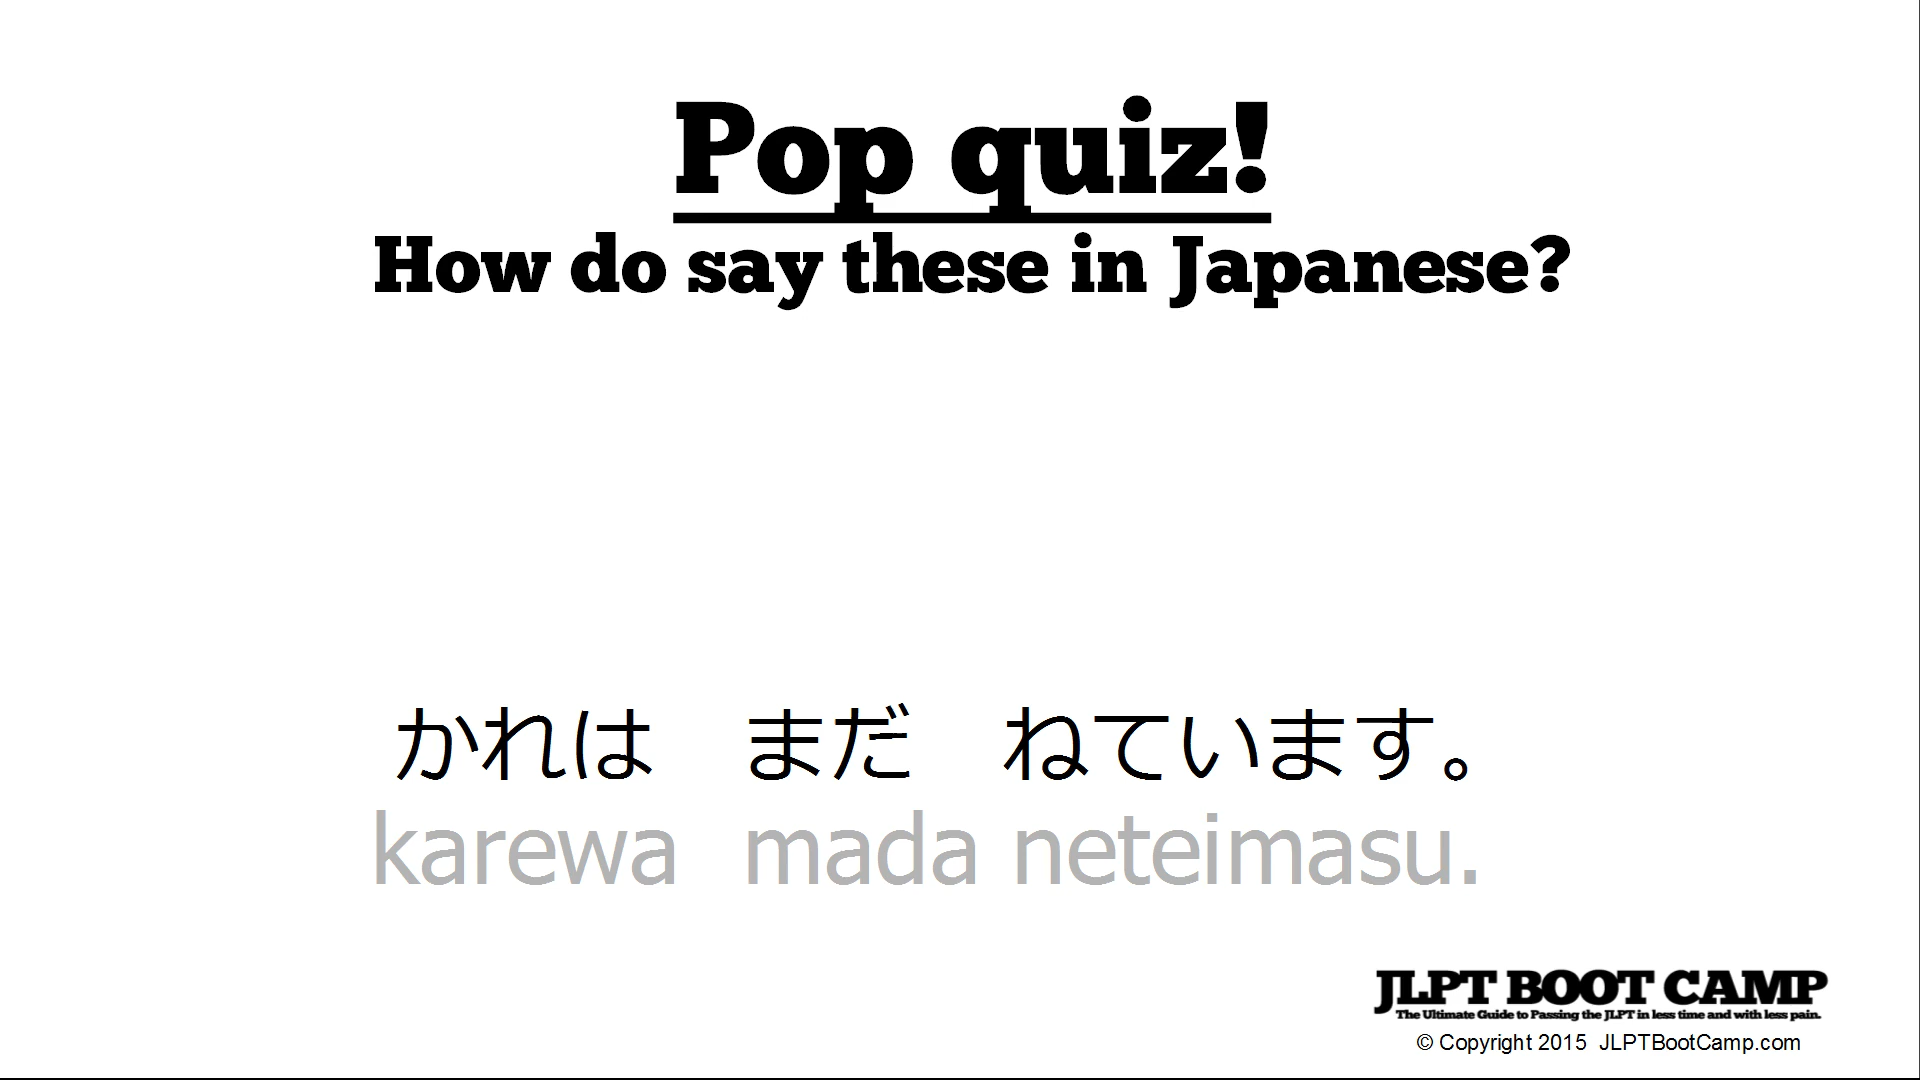 Pop quiz!
How do say these in Japanese?
かれは　まだ　ねています。
karewa mada neteimasu.
JLPT BOOT CAMP
The Ultimate Guide to Passing the JLPT in less time and with less pain.
© Copyright 2015 JLPTBootCamp.com